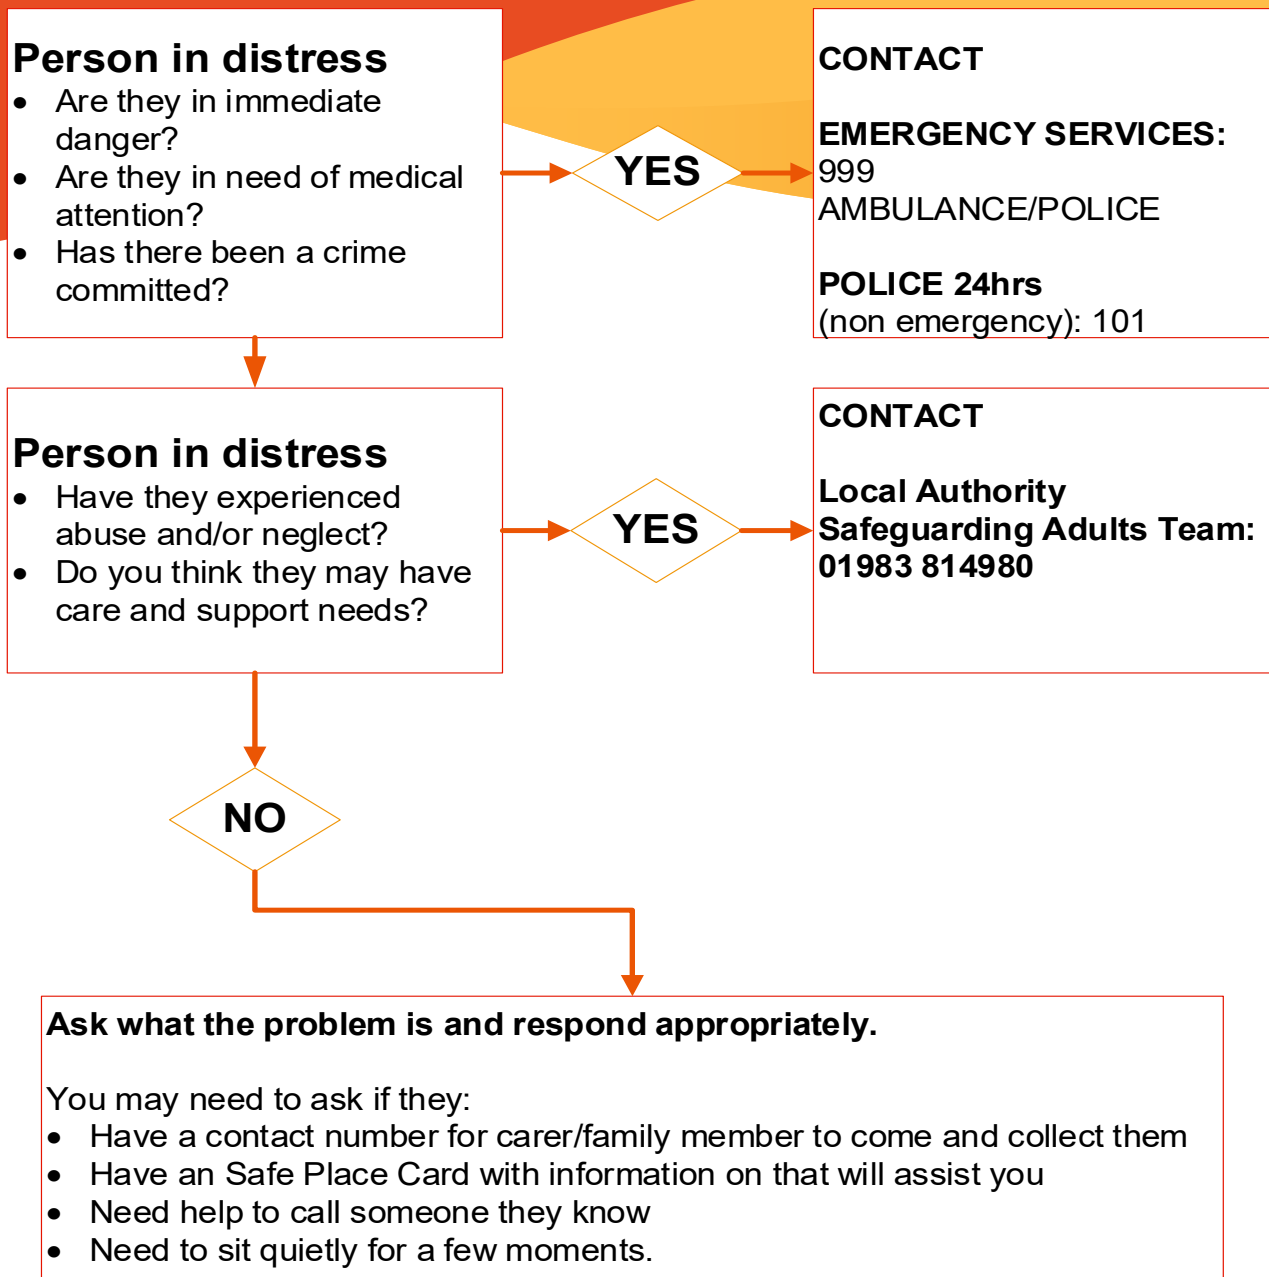 Person in distress
• Are they in immediate
danger?
• Are they in need of medical
attention?
• Has there been a crime
committed?
YES
CONTACT
EMERGENCY SERVICES:
999
AMBULANCE/POLICE
POLICE 24hrs
(non emergency): 101
Person in distress
• Have they experienced
abuse and/or neglect?
• Do you think they may have
care and support needs?
YES
CONTACT
Local Authority
Safeguarding Adults Team:
01983 814980
NO
Ask what the problem is and respond appropriately.
You may need to ask if they:
• Have a contact number for carer/family member to come and collect them
• Have an Safe Place Card with information on that will assist you
• Need help to call someone they know
• Need to sit quietly for a few moments.